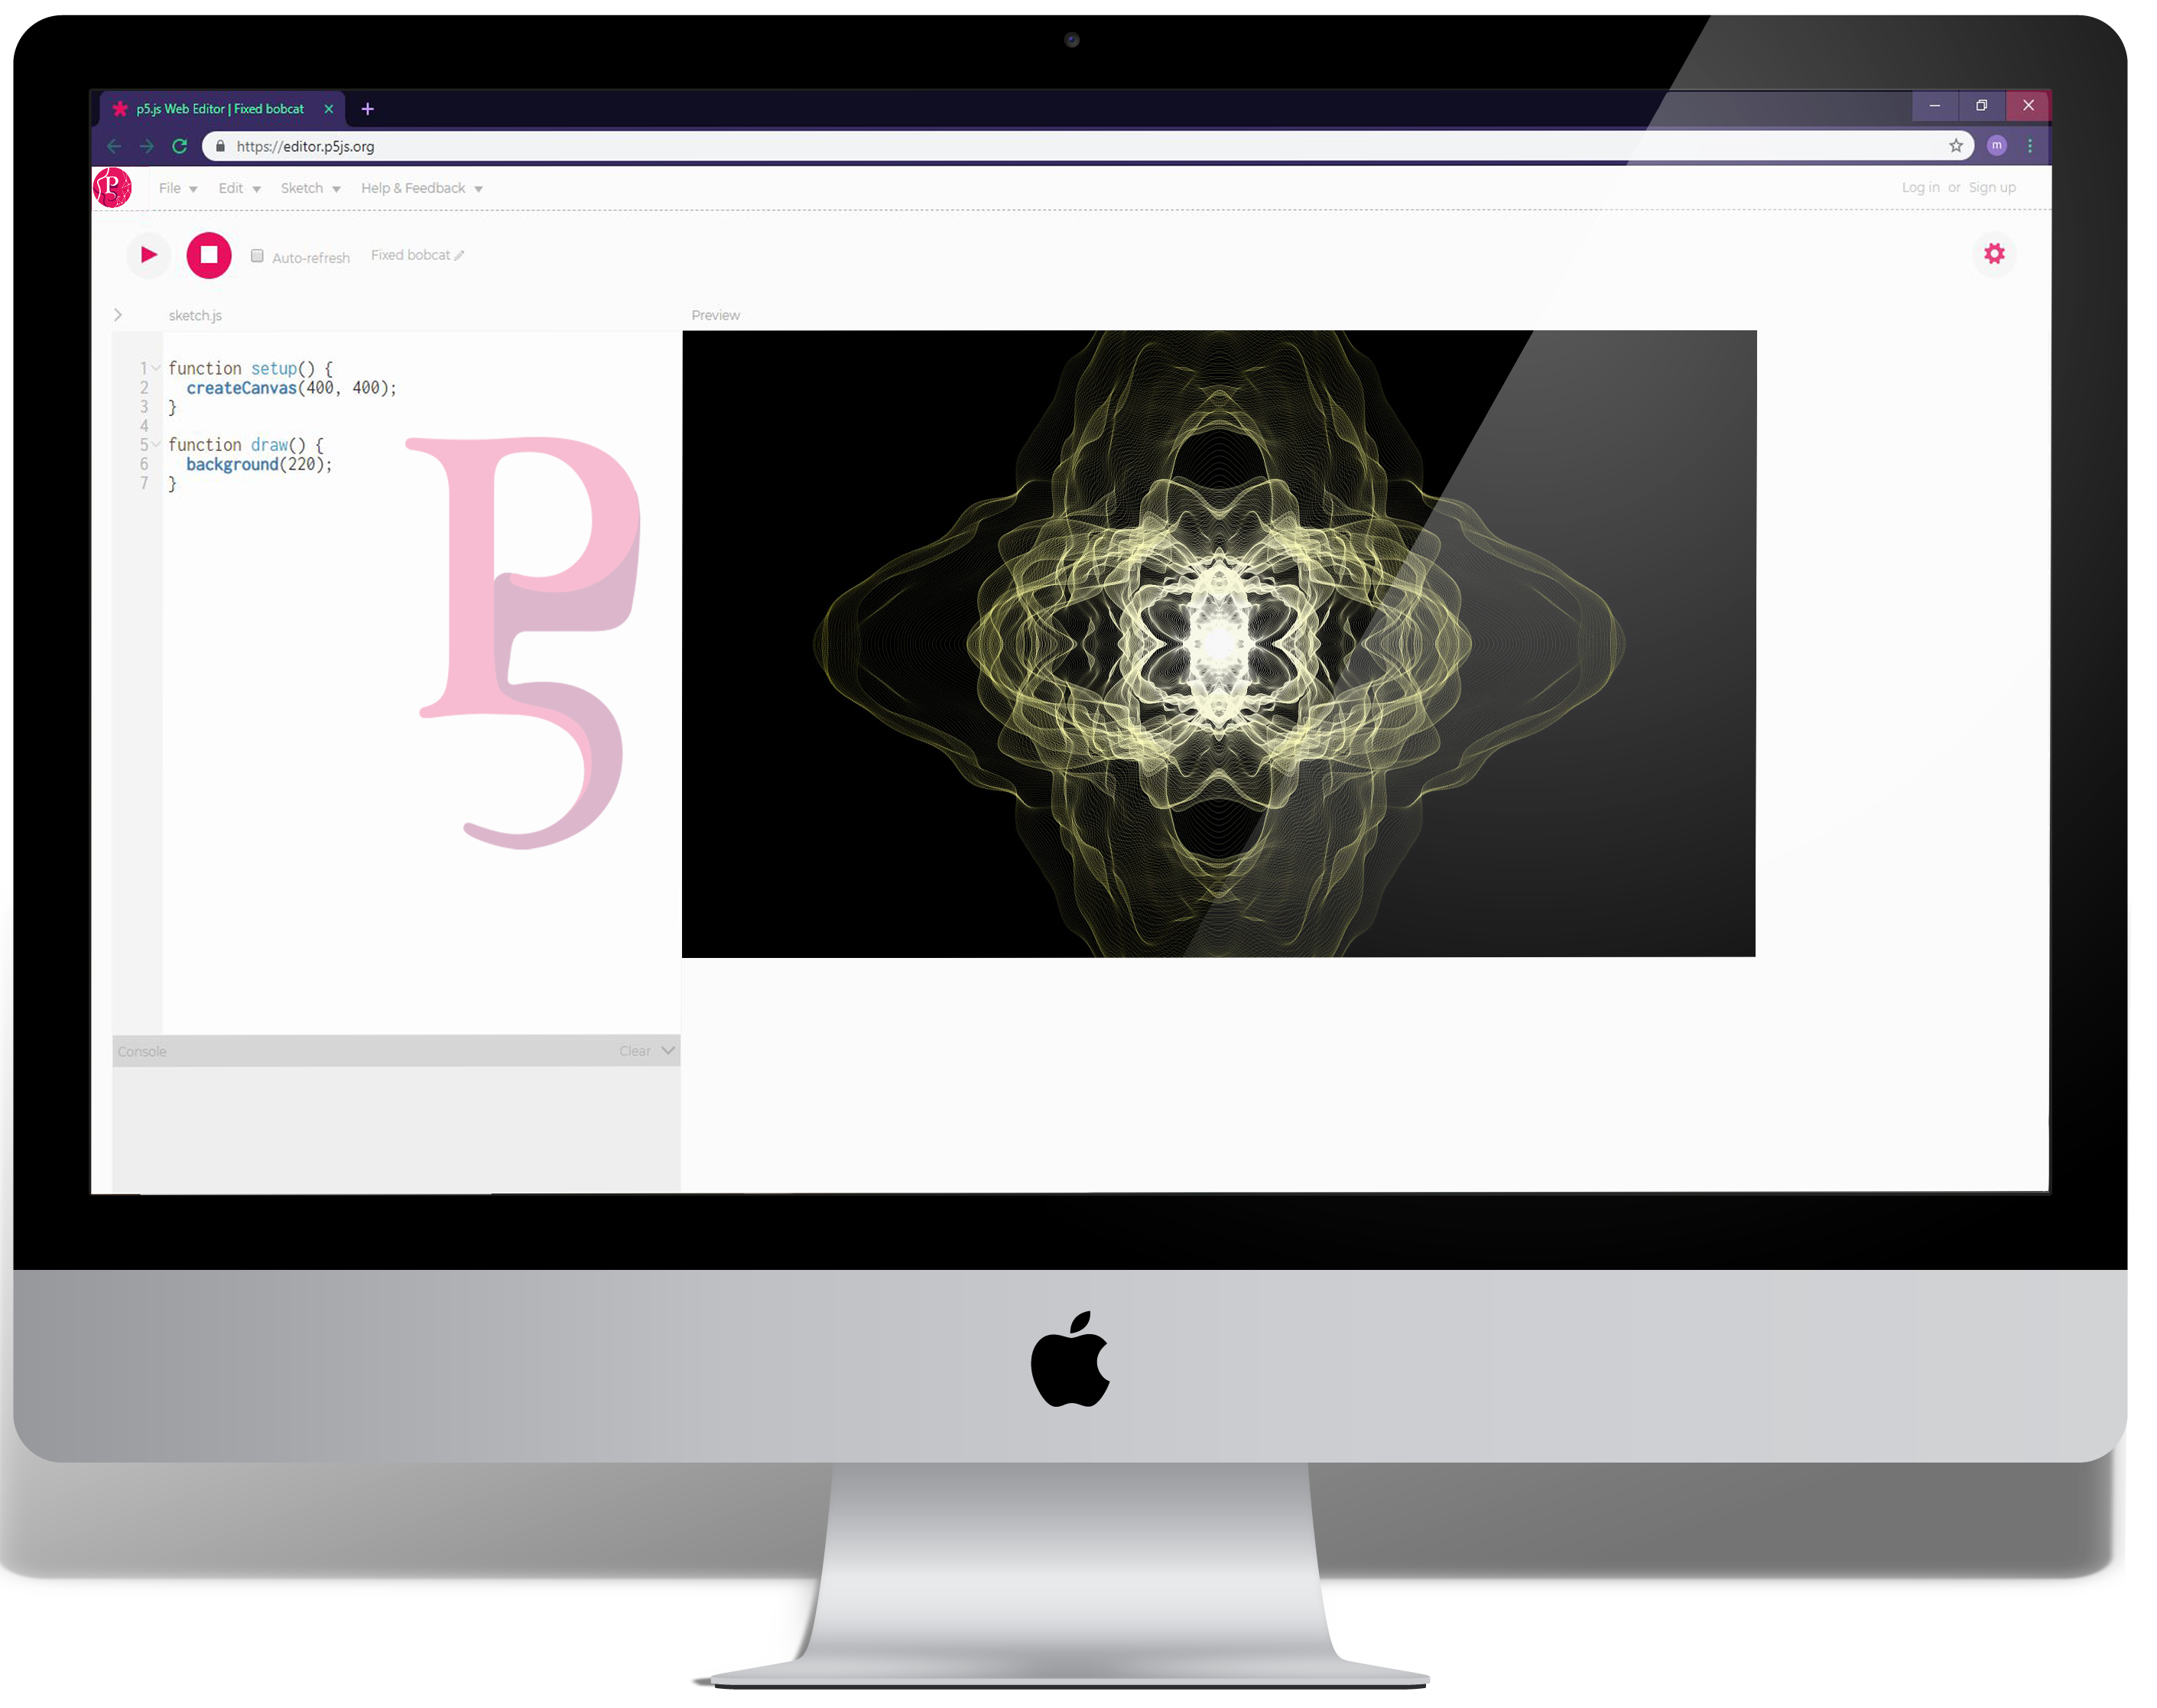 p5.js Web Editor | Fixed bobcat
https://editor.p5js.org
m
P5
File Edit Sketch Help & Feedback
Log in or Sign up
Auto-refresh Fixed bobcat
sketch.js
Preview
1 function setup() {
2 createCanvas(400, 400);
3 }
4
5 function draw() {
6 background(220);
7 }
P5
Console Clear